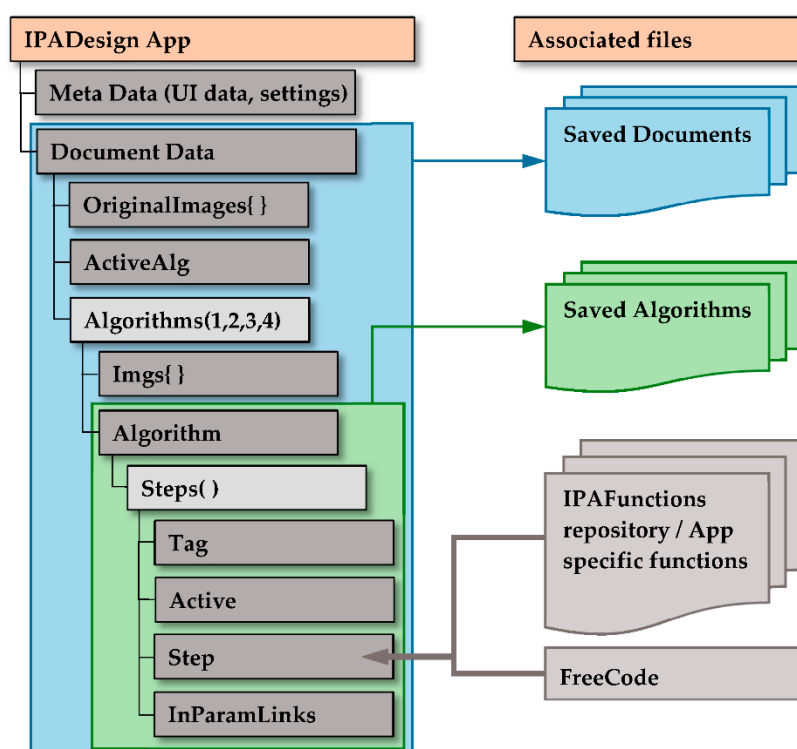 IPADesign App
Meta Data (UI data, settings)
Document Data
OriginalImages{ }
ActiveAlg
Algorithms(1,2,3,4)
Imgs{ }
Algorithm
Steps( )
Tag
Active
Step
InParamLinks
Associated files
Saved Documents
Saved Algorithms
IPAFunctions
repository / App
specific functions
FreeCode